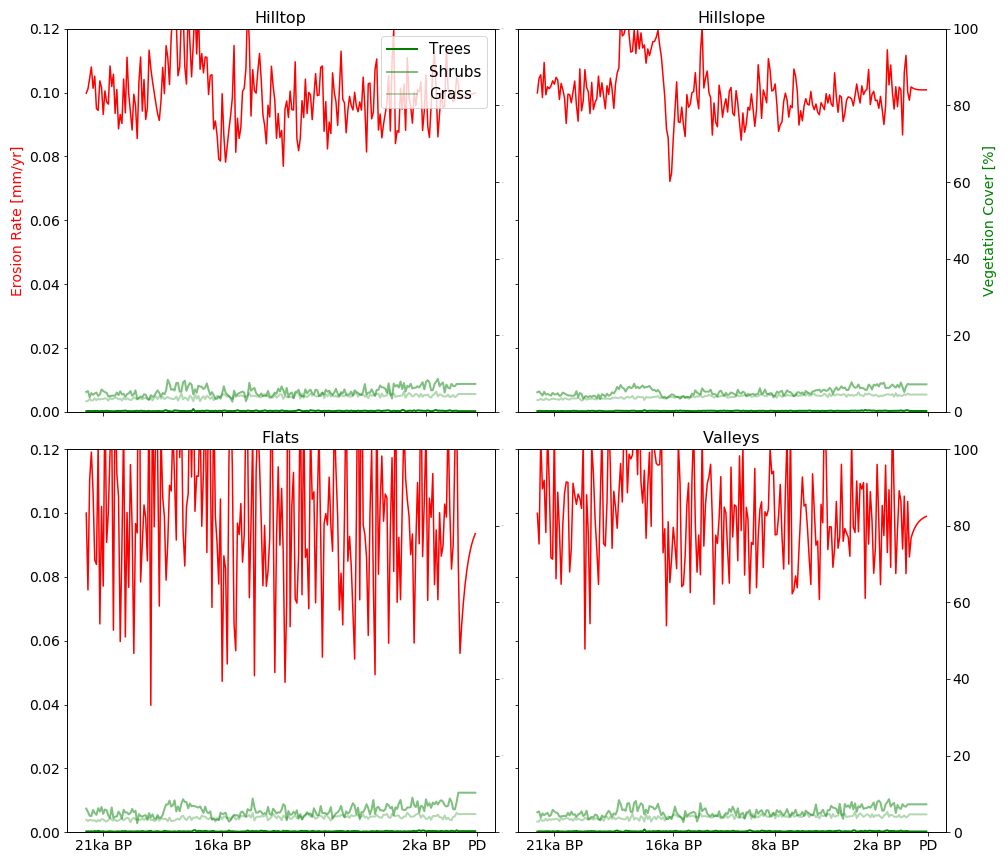 Hilltop
Hillslope
0.12
0.10
0.08
0.06
0.04
0.02
0.00
Erosion Rate [mm/yr]
Trees
Shrubs
Grass
100
80
60
40
20
0
Vegetation Cover [%]
Flats
Valleys
0.12
0.10
0.08
0.06
0.04
0.02
0.00
100
80
60
40
20
0
21ka BP 16ka BP 8ka BP 2ka BP PD
21ka BP 16ka BP 8ka BP 2ka BP PD